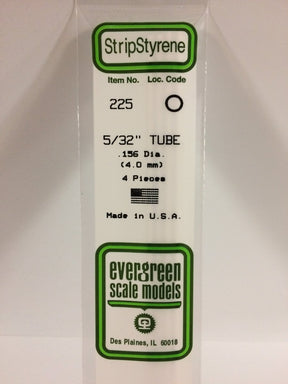 StripStyrene
Item No. Loc. Code
225
5/32" TUBE
.156 Dia.
(4.0 mm)
4 Pieces
Made in U.S.A.
evergreen
scale models
Des Plaines, IL 60018